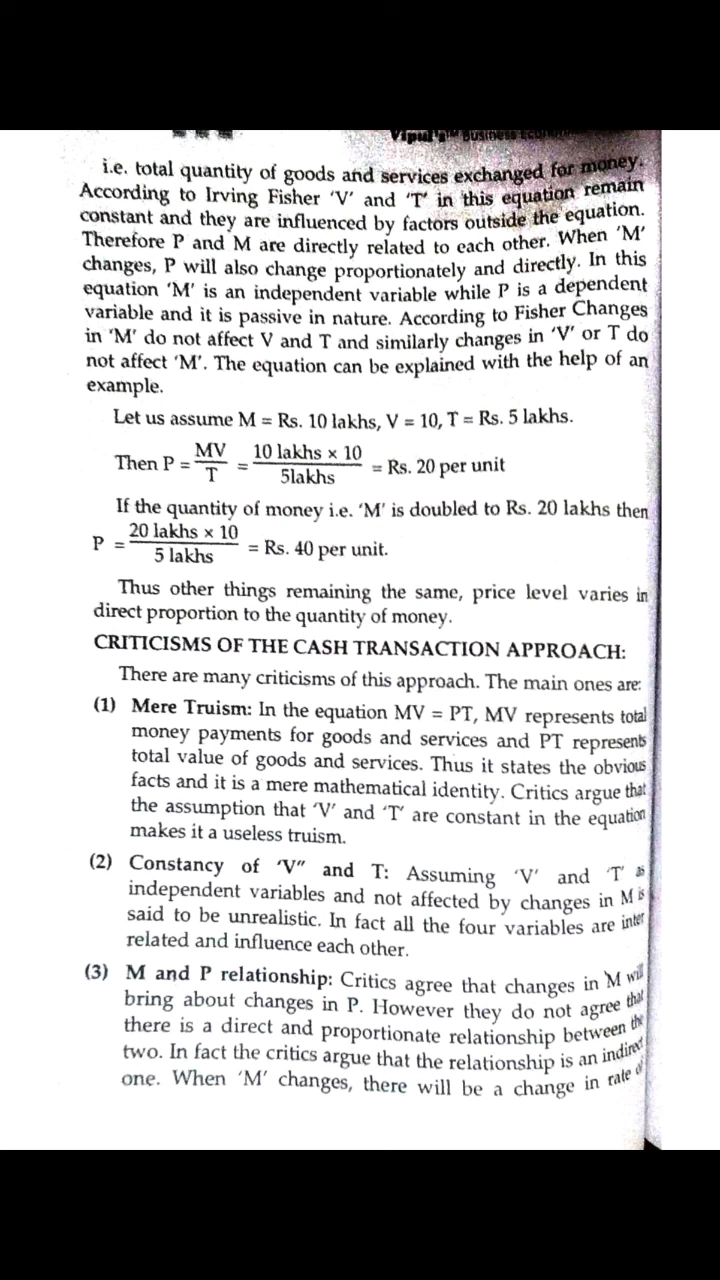 Vipul's™ Business
i.e. total quantity of goods and services exchanged for money.
According to Irving Fisher 'V' and 'T' in this equation remain
constant and they are influenced by factors outside the equation.
Therefore P and M are directly related to each other. When 'M'
changes, P will also change proportionately and directly. In this
equation 'M' is an independent variable while P is a dependent
variable and it is passive in nature. According to Fisher Changes
in 'M' do not affect V and T and similarly changes in 'V' or T do
not affect 'M'. The equation can be explained with the help of an
example.
Let us assume M = Rs. 10 lakhs, V = 10, T = Rs. 5 lakhs.
Then P = MV/T = 10 lakhs × 10/5lakhs = Rs. 20 per unit
If the quantity of money i.e. 'M' is doubled to Rs. 20 lakhs then
P = 20 lakhs × 10/5 lakhs = Rs. 40 per unit.
Thus other things remaining the same, price level varies in
direct proportion to the quantity of money.
CRITICISMS OF THE CASH TRANSACTION APPROACH:
There are many criticisms of this approach. The main ones are:
(1) Mere Truism: In the equation MV = PT, MV represents total
money payments for goods and services and PT represents
total value of goods and services. Thus it states the obvious
facts and it is a mere mathematical identity. Critics argue that
the assumption that 'V' and 'T' are constant in the equation
makes it a useless truism.
(2) Constancy of 'V" and T: Assuming 'V' and 'T' as
independent variables and not affected by changes in M is
said to be unrealistic. In fact all the four variables are inter
related and influence each other.
(3) M and P relationship: Critics agree that changes in M will
bring about changes in P. However they do not agree that
there is a direct and proportionate relationship between the
two. In fact the critics argue that the relationship is an indirect
one. When 'M' changes, there will be a change in rate of